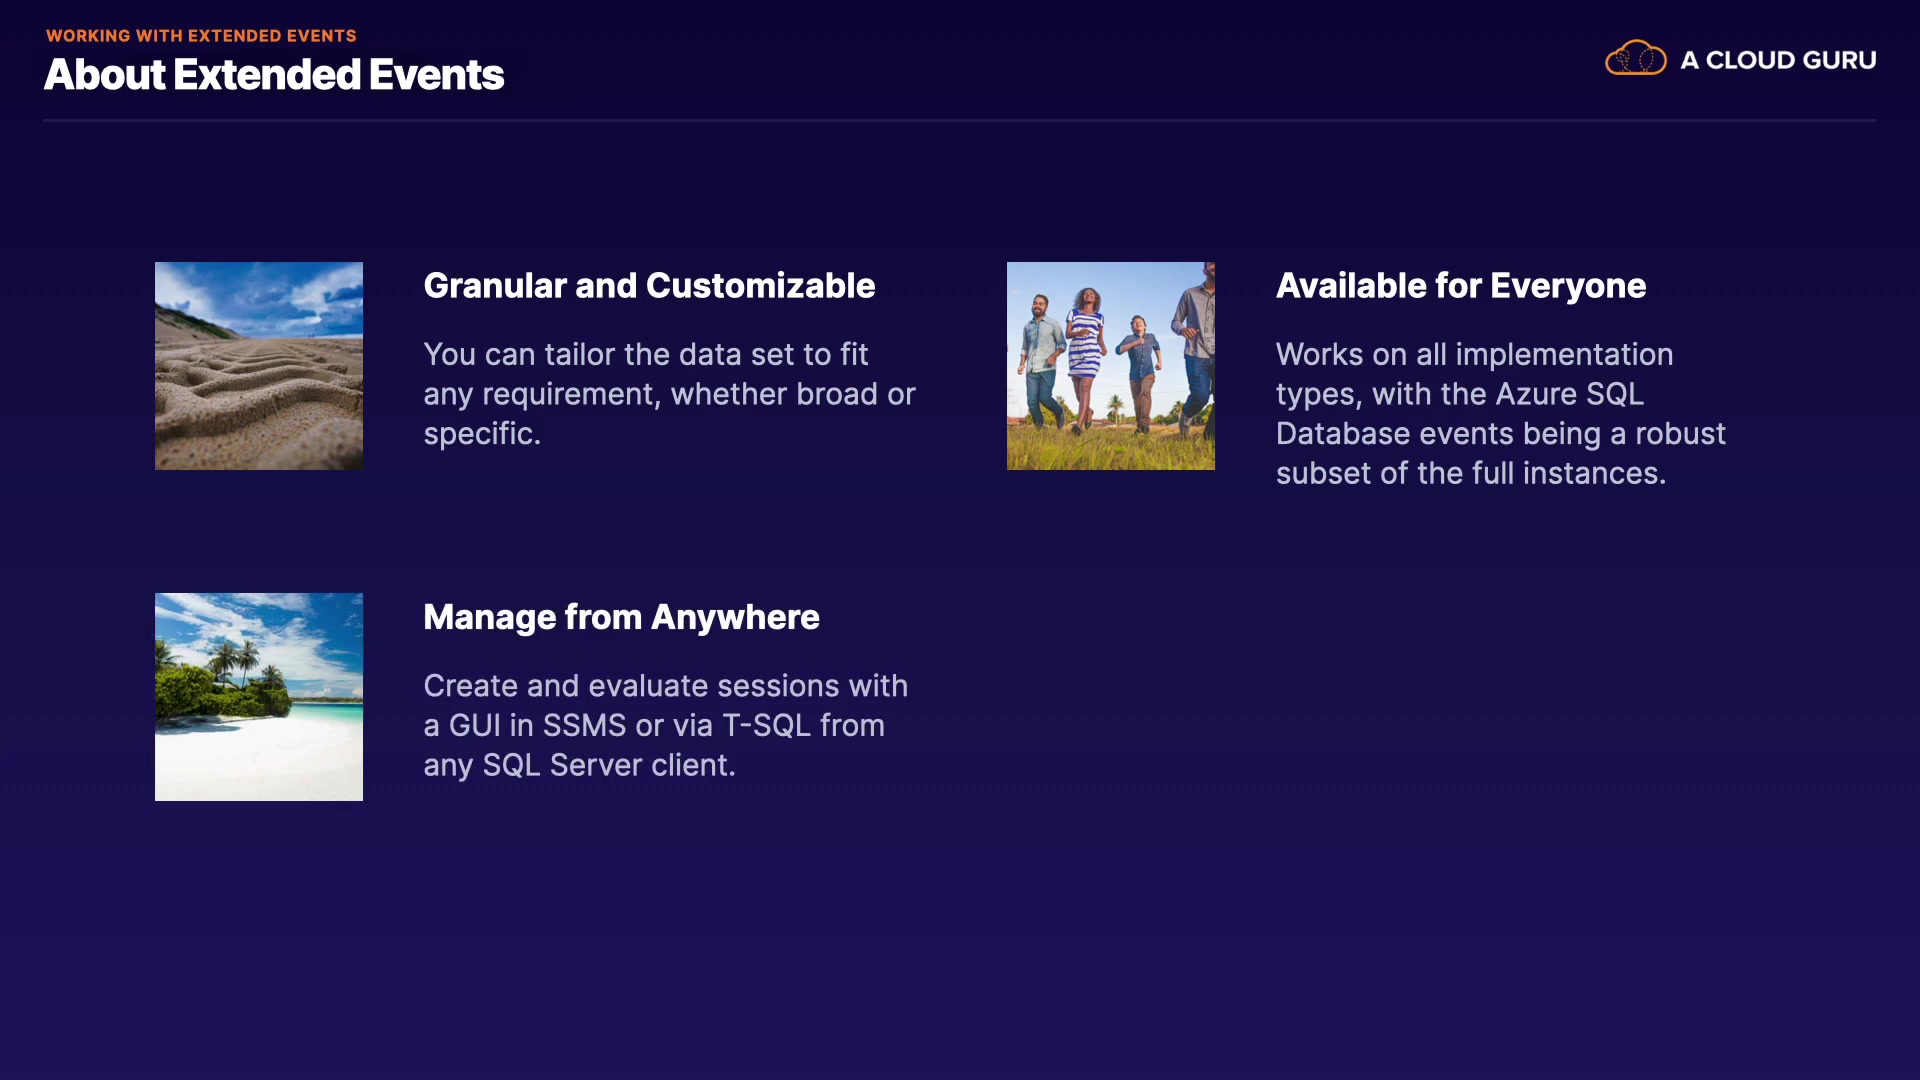 WORKING WITH EXTENDED EVENTS
About Extended Events
A CLOUD GURU
Granular and Customizable
You can tailor the data set to fit
any requirement, whether broad or
specific.
Available for Everyone
Works on all implementation
types, with the Azure SQL
Database events being a robust
subset of the full instances.
Manage from Anywhere
Create and evaluate sessions with
a GUI in SSMS or via T-SQL from
any SQL Server client.